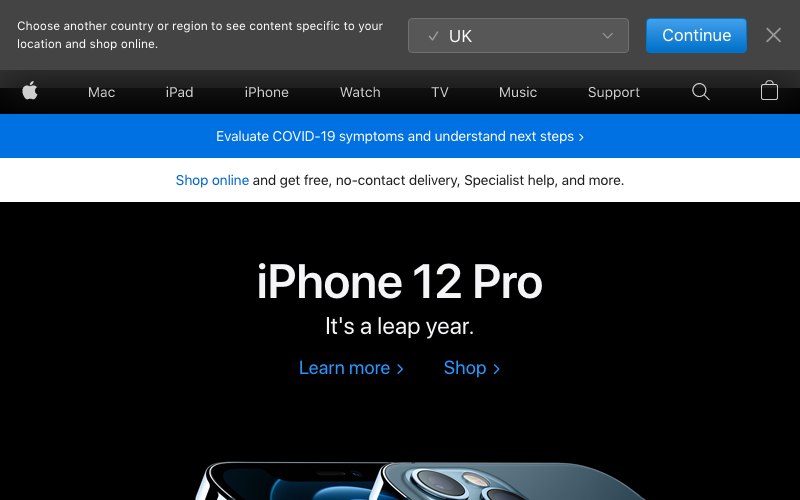 Choose another country or region to see content specific to your
location and shop online.
UK
Continue
Mac iPad iPhone Watch TV Music Support
Evaluate COVID-19 symptoms and understand next steps ›
Shop online and get free, no-contact delivery, Specialist help, and more.
iPhone 12 Pro
It's a leap year.
Learn more › Shop ›